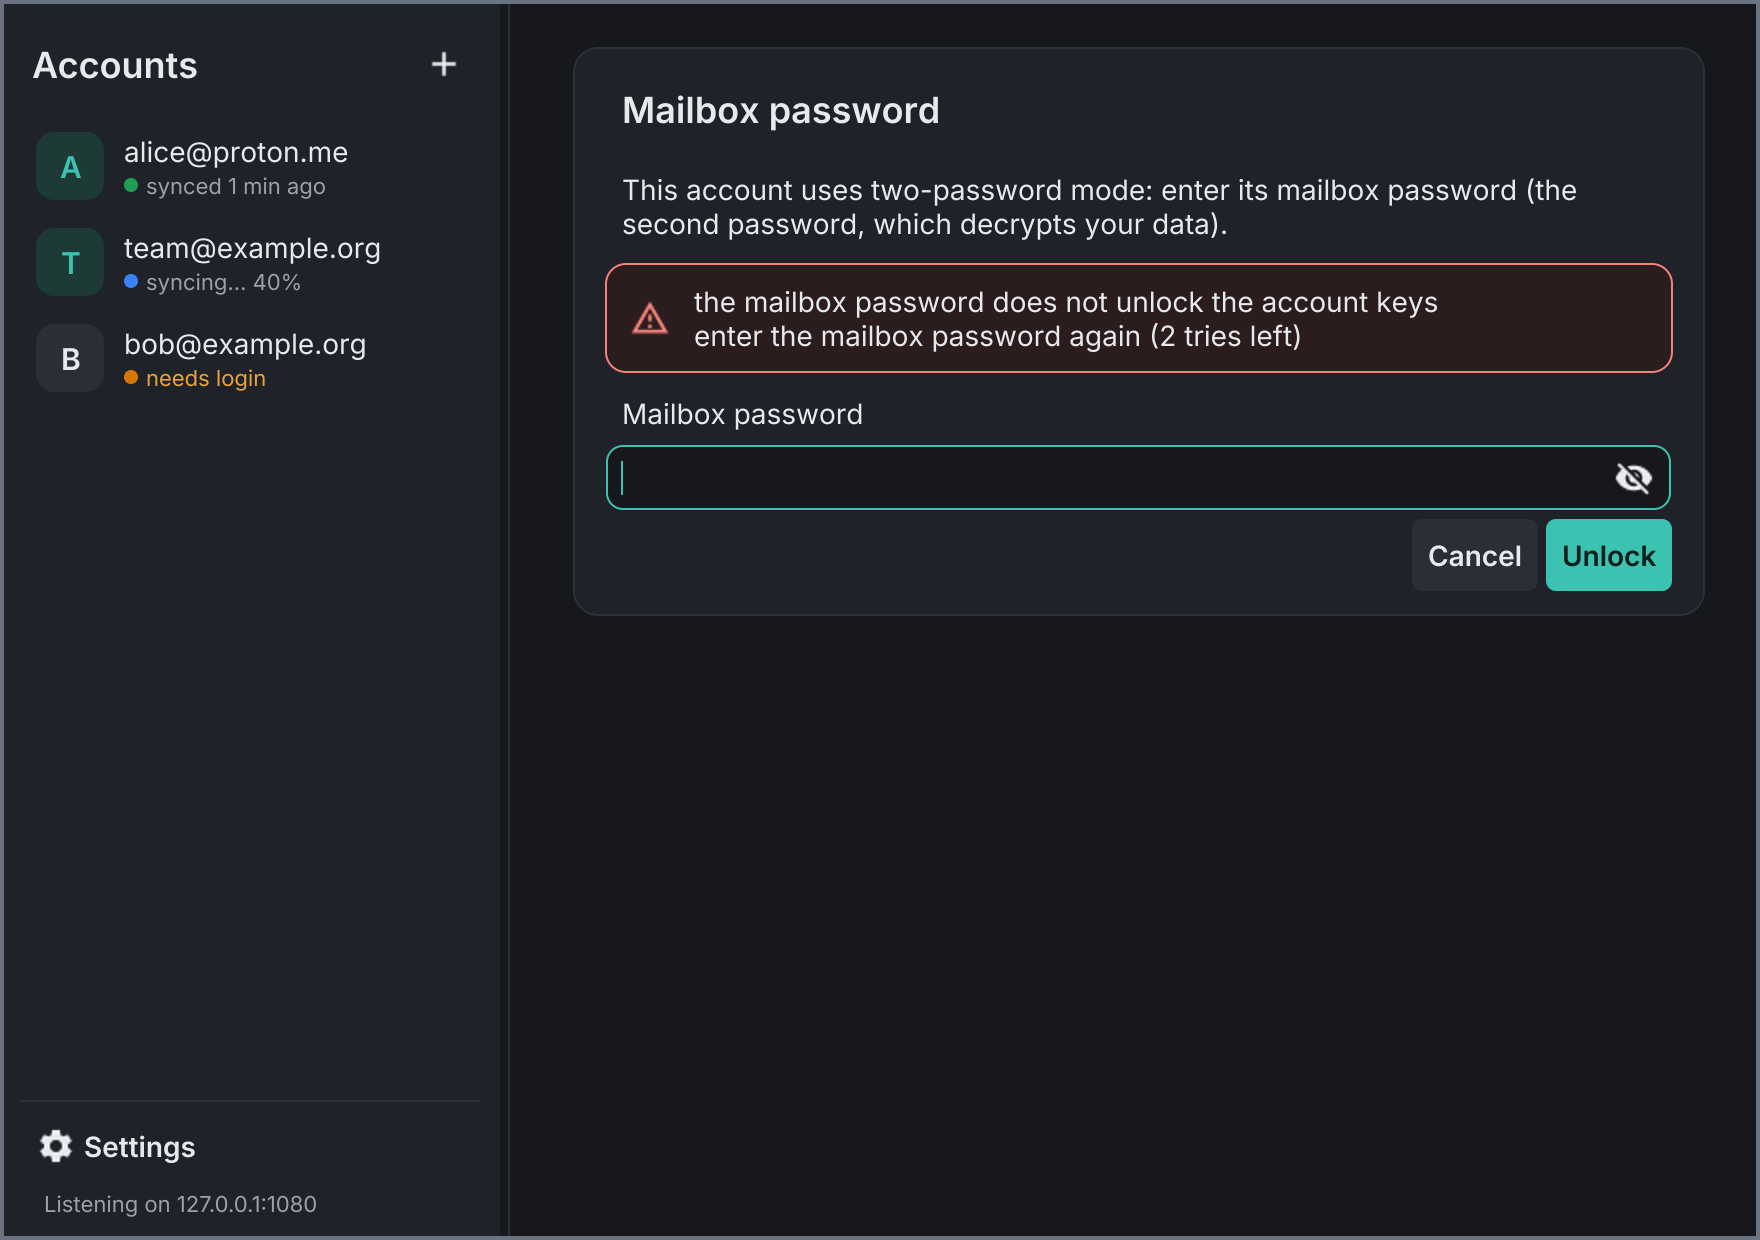 Accounts
+
A
alice@proton.me
synced 1 min ago
T
team@example.org
syncing... 40%
B
bob@example.org
needs login
Settings
Listening on 127.0.0.1:1080
Mailbox password
This account uses two-password mode: enter its mailbox password (the
second password, which decrypts your data).
the mailbox password does not unlock the account keys
enter the mailbox password again (2 tries left)
Mailbox password
Cancel
Unlock